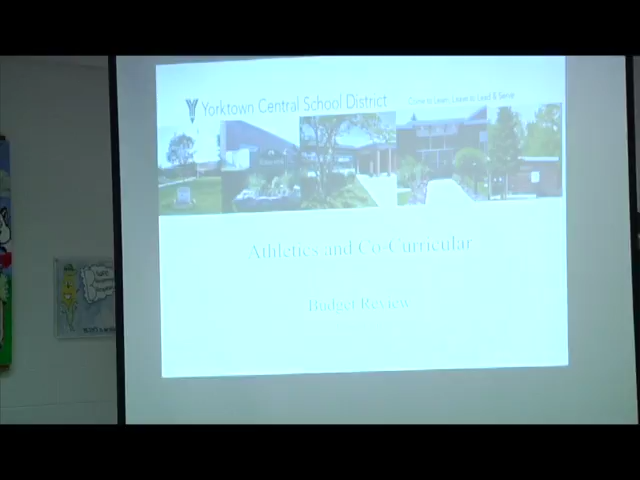 Yorktown Central School District
Come to Learn, Leave to Lead & Serve
Athletics and Co-Curricular
Budget Review